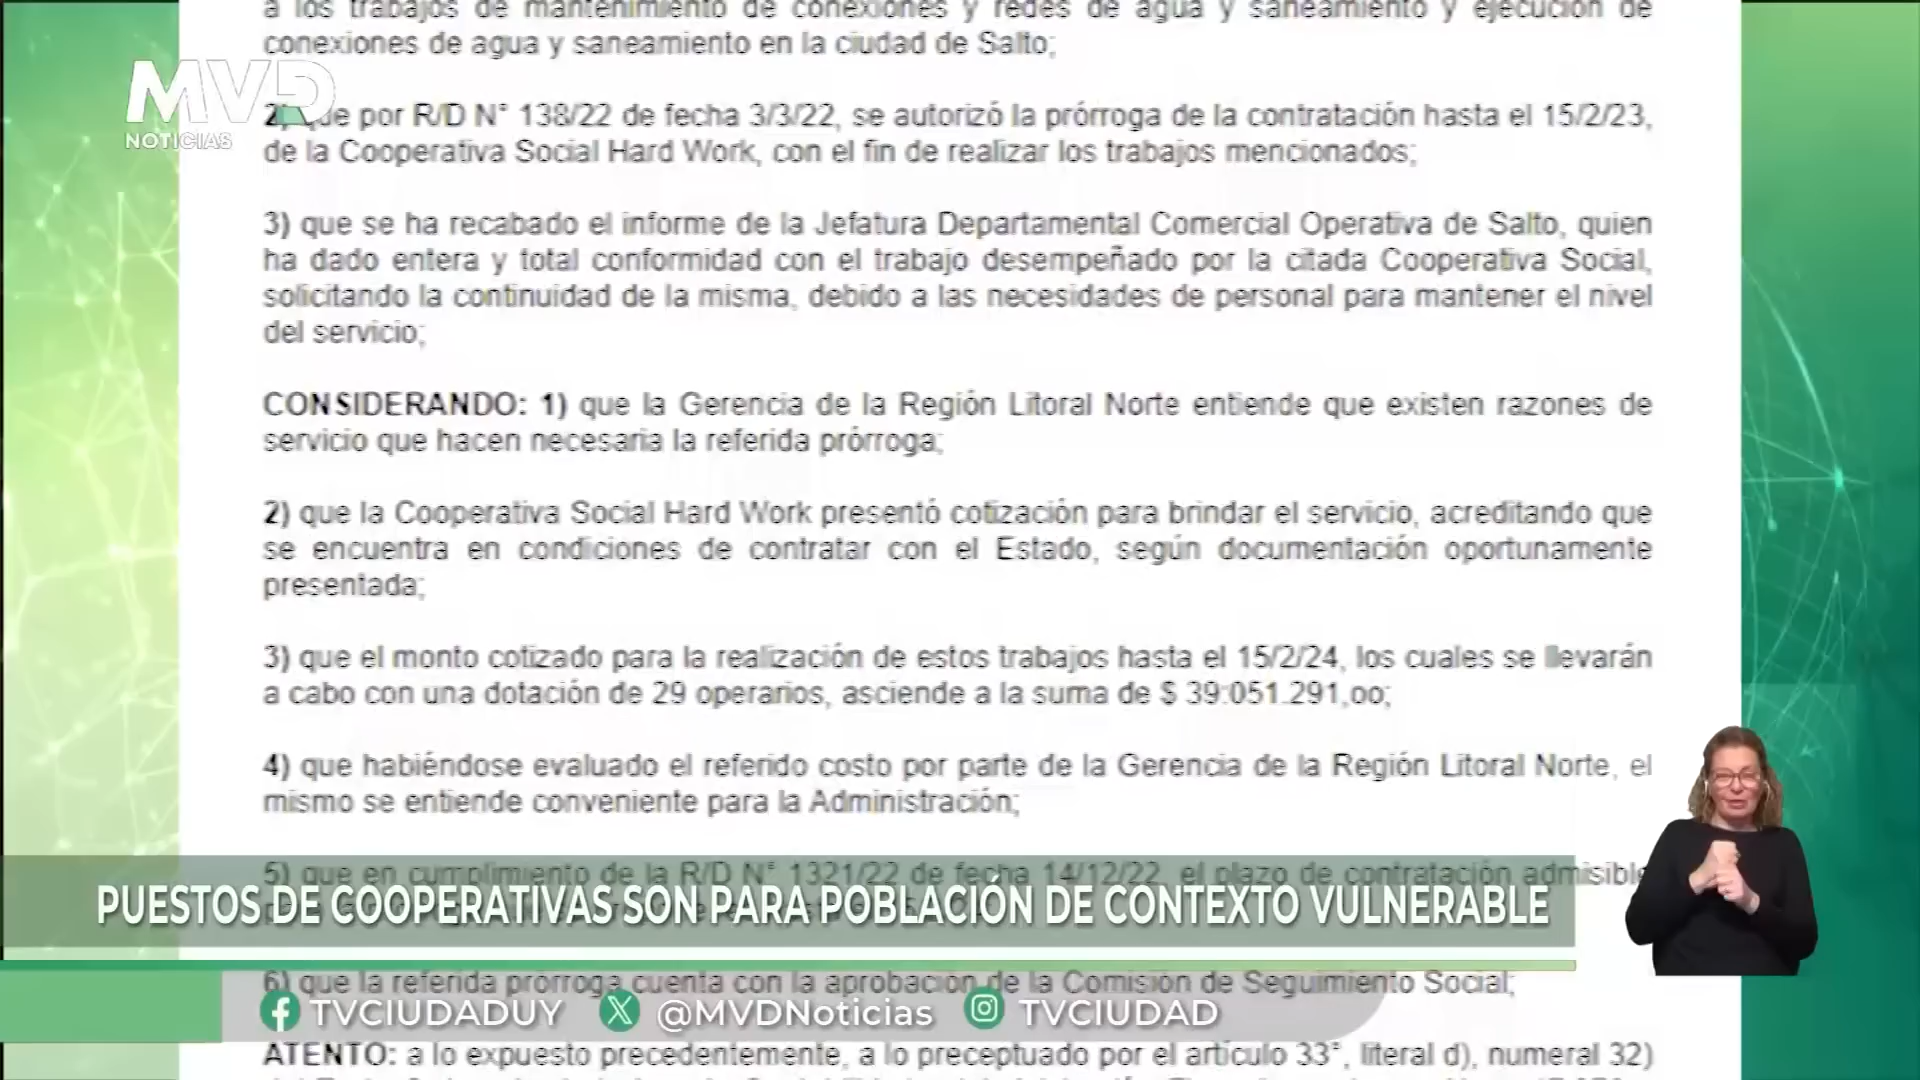 a los trabajos de mantenimiento de conexiones y redes de agua y saneamiento y ejecución de
conexiones de agua y saneamiento en la ciudad de Salto;
MVD
NOTICIAS
2) que por R/D N° 138/22 de fecha 3/3/22, se autorizó la prórroga de la contratación hasta el 15/2/23,
de la Cooperativa Social Hard Work, con el fin de realizar los trabajos mencionados;
3) que se ha recabado el informe de la Jefatura Departamental Comercial Operativa de Salto, quien
ha dado entera y total conformidad con el trabajo desempeñado por la citada Cooperativa Social,
solicitando la continuidad de la misma, debido a las necesidades de personal para mantener el nivel
del servicio;
CONSIDERANDO: 1) que la Gerencia de la Región Litoral Norte entiende que existen razones de
servicio que hacen necesaria la referida prórroga;
2) que la Cooperativa Social Hard Work presentó cotización para brindar el servicio, acreditando que
se encuentra en condiciones de contratar con el Estado, según documentación oportunamente
presentada;
3) que el monto cotizado para la realización de estos trabajos hasta el 15/2/24, los cuales se llevarán
a cabo con una dotación de 29 operarios, asciende a la suma de $ 39:051.291,oo;
4) que habiéndose evaluado el referido costo por parte de la Gerencia de la Región Litoral Norte, el
mismo se entiende conveniente para la Administración;
5) que en cumplimiento de la R/D N° 1321/22 de fecha 14/12/22, el plazo de contratación admisible
PUESTOS DE COOPERATIVAS SON PARA POBLACIÓN DE CONTEXTO VULNERABLE
6) que la referida prórroga cuenta con la aprobación de la Comisión de Seguimiento Social;
TVCIUDADUY @MVDNoticias TVCIUDAD
ATENTO: a lo expuesto precedentemente, a lo preceptuado por el artículo 33°, literal d), numeral 32)